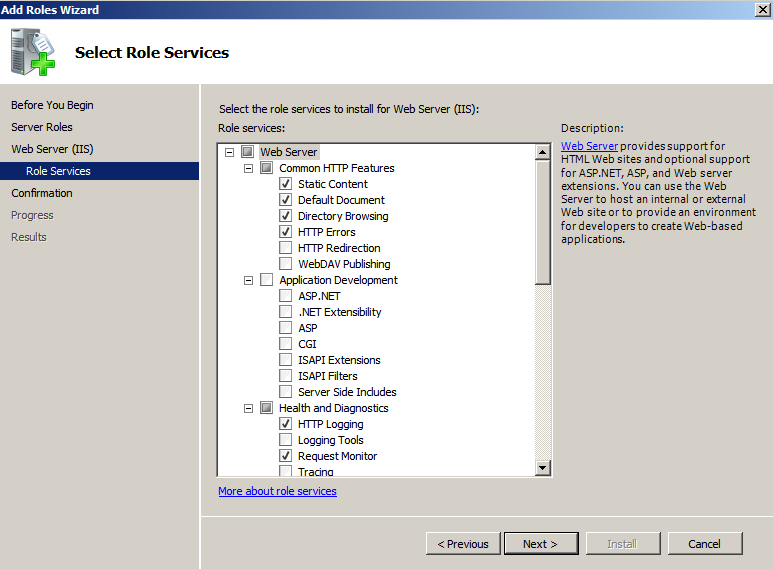 Add Roles Wizard
Select Role Services
Before You Begin
Server Roles
Web Server (IIS)
Role Services
Confirmation
Progress
Results
Select the role services to install for Web Server (IIS):
Role services:
Web Server
Common HTTP Features
Static Content
Default Document
Directory Browsing
HTTP Errors
HTTP Redirection
WebDAV Publishing
Application Development
ASP.NET
.NET Extensibility
ASP
CGI
ISAPI Extensions
ISAPI Filters
Server Side Includes
Health and Diagnostics
HTTP Logging
Logging Tools
Request Monitor
Tracing
More about role services
Description:
Web Server provides support for
HTML Web sites and optional support
for ASP.NET, ASP, and Web server
extensions. You can use the Web
Server to host an internal or external
Web site or to provide an environment
for developers to create Web-based
applications.
< Previous
Next >
Install
Cancel